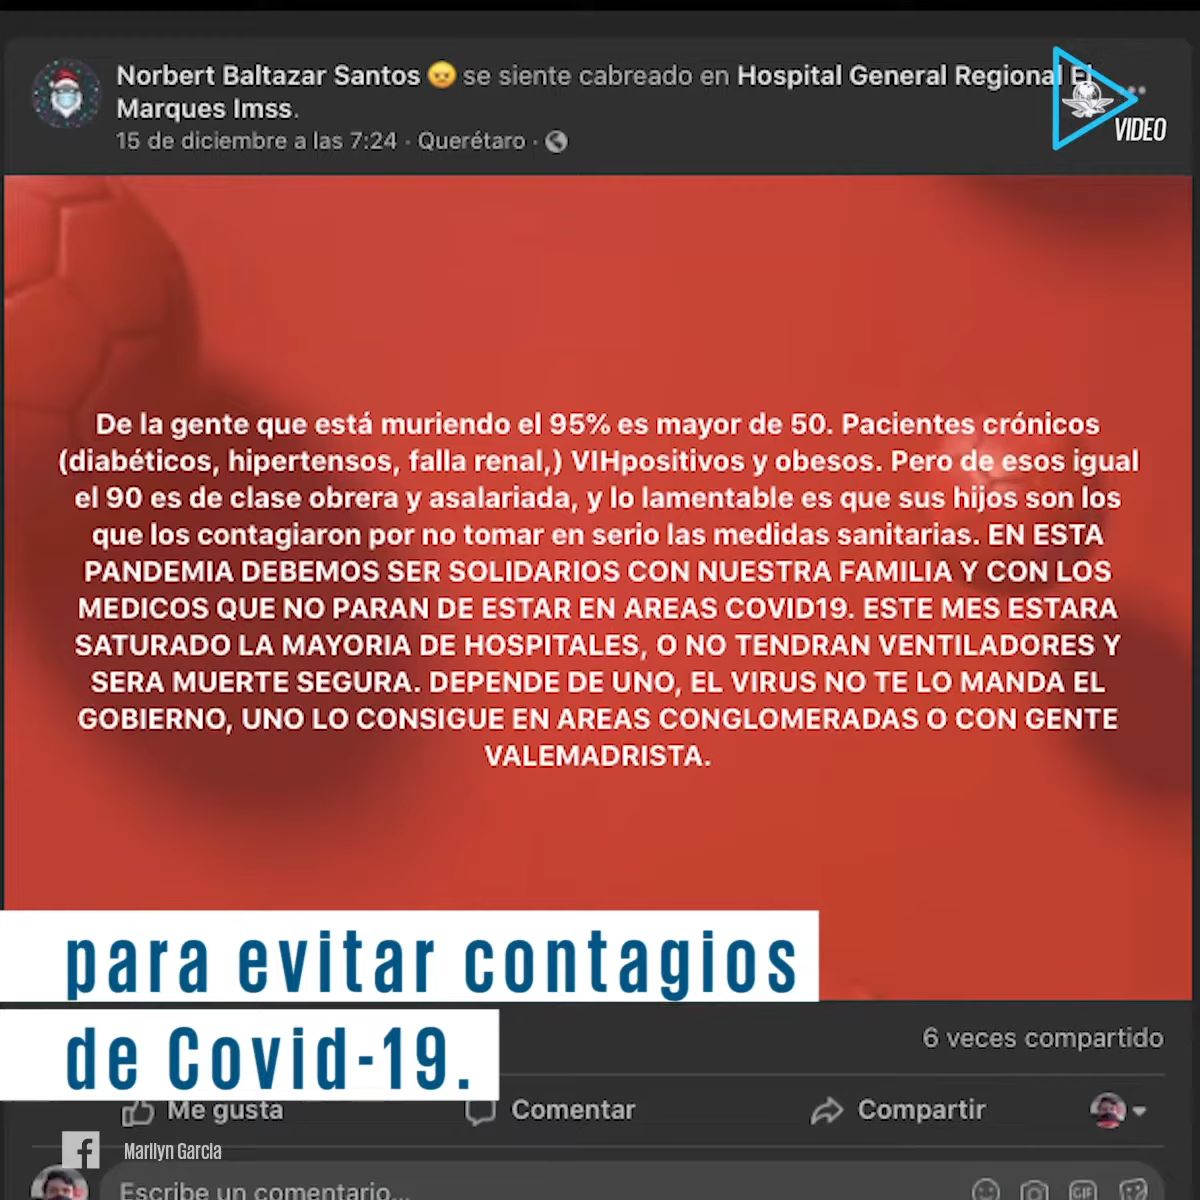 Norbert Baltazar Santos 😠 se siente cabreado en Hospital General Regional El
Marques Imss.
15 de diciembre a las 7:24 · Querétaro ·
VIDEO
De la gente que está muriendo el 95% es mayor de 50. Pacientes crónicos
(diabéticos, hipertensos, falla renal,) VIHpositivos y obesos. Pero de esos igual
el 90 es de clase obrera y asalariada, y lo lamentable es que sus hijos son los
que los contagiaron por no tomar en serio las medidas sanitarias. EN ESTA
PANDEMIA DEBEMOS SER SOLIDARIOS CON NUESTRA FAMILIA Y CON LOS
MEDICOS QUE NO PARAN DE ESTAR EN AREAS COVID19. ESTE MES ESTARA
SATURADO LA MAYORIA DE HOSPITALES, O NO TENDRAN VENTILADORES Y
SERA MUERTE SEGURA. DEPENDE DE UNO, EL VIRUS NO TE LO MANDA EL
GOBIERNO, UNO LO CONSIGUE EN AREAS CONGLOMERADAS O CON GENTE
VALEMADRISTA.
para evitar contagios
de Covid-19.
6 veces compartido
Me gusta
Comentar
Compartir
Marilyn García
Escribe un comentario...
GIF